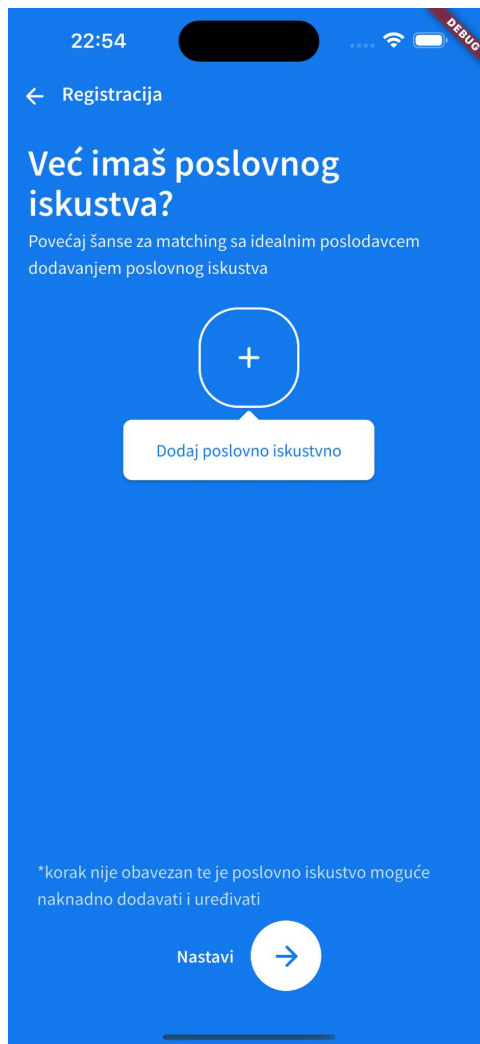 22:54
DEBUG
Registracija
Već imaš poslovnog
iskustva?
Povećaj šanse za matching sa idealnim poslodavcem
dodavanjem poslovnog iskustva
Dodaj poslovno iskustvno
*korak nije obavezan te je poslovno iskustvo moguće
naknadno dodavati i uređivati
Nastavi